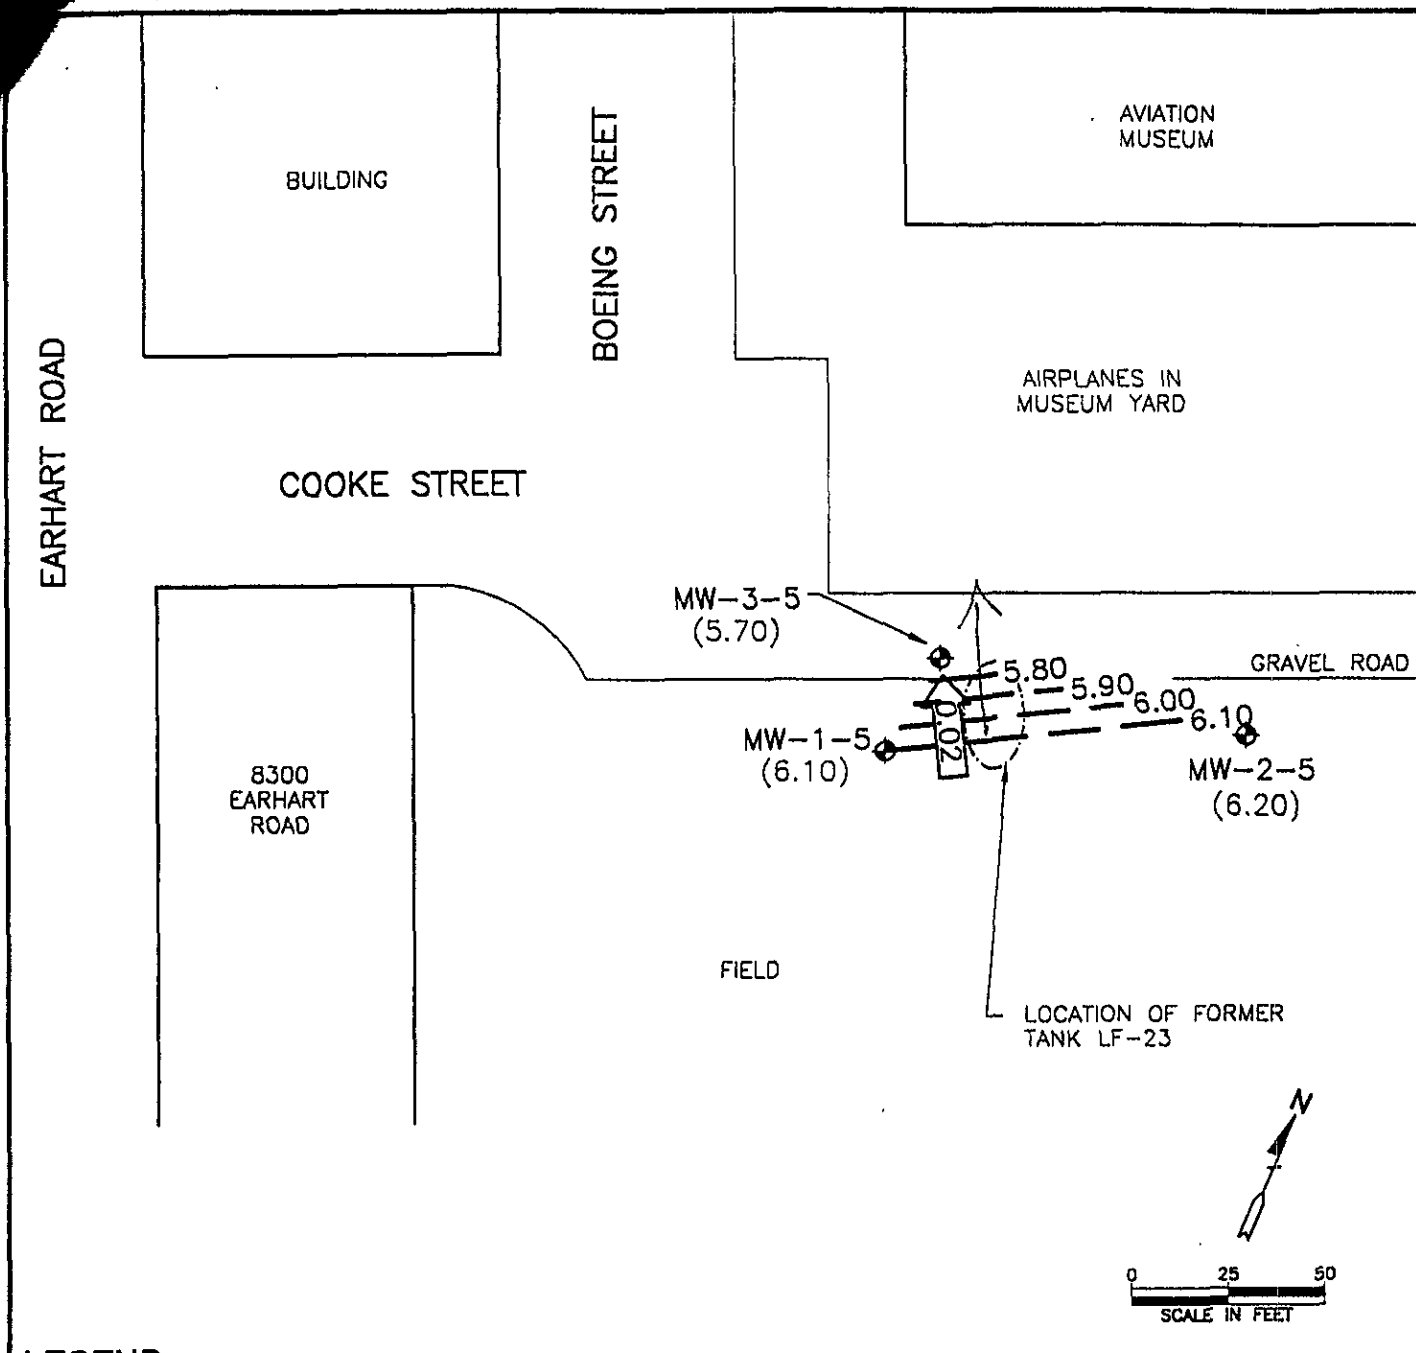 AVIATION
MUSEUM
BUILDING
BOEING STREET
EARHART ROAD
AIRPLANES IN
MUSEUM YARD
COOKE STREET
MW-3-5
(5.70)
GRAVEL ROAD
5.80
5.90
6.00
6.10
0.02
MW-1-5
(6.10)
MW-2-5
(6.20)
8300
EARHART
ROAD
FIELD
LOCATION OF FORMER
TANK LF-23
N
0 25 50
SCALE IN FEET